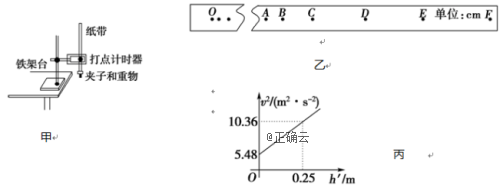 纸带
铁架台
打点计时器
夹子和重物
甲
O A B C D E 单位:cm F
乙
v²/(m²·s⁻²)
10.36
@正确云
5.48
O 0.25 h′/m
丙